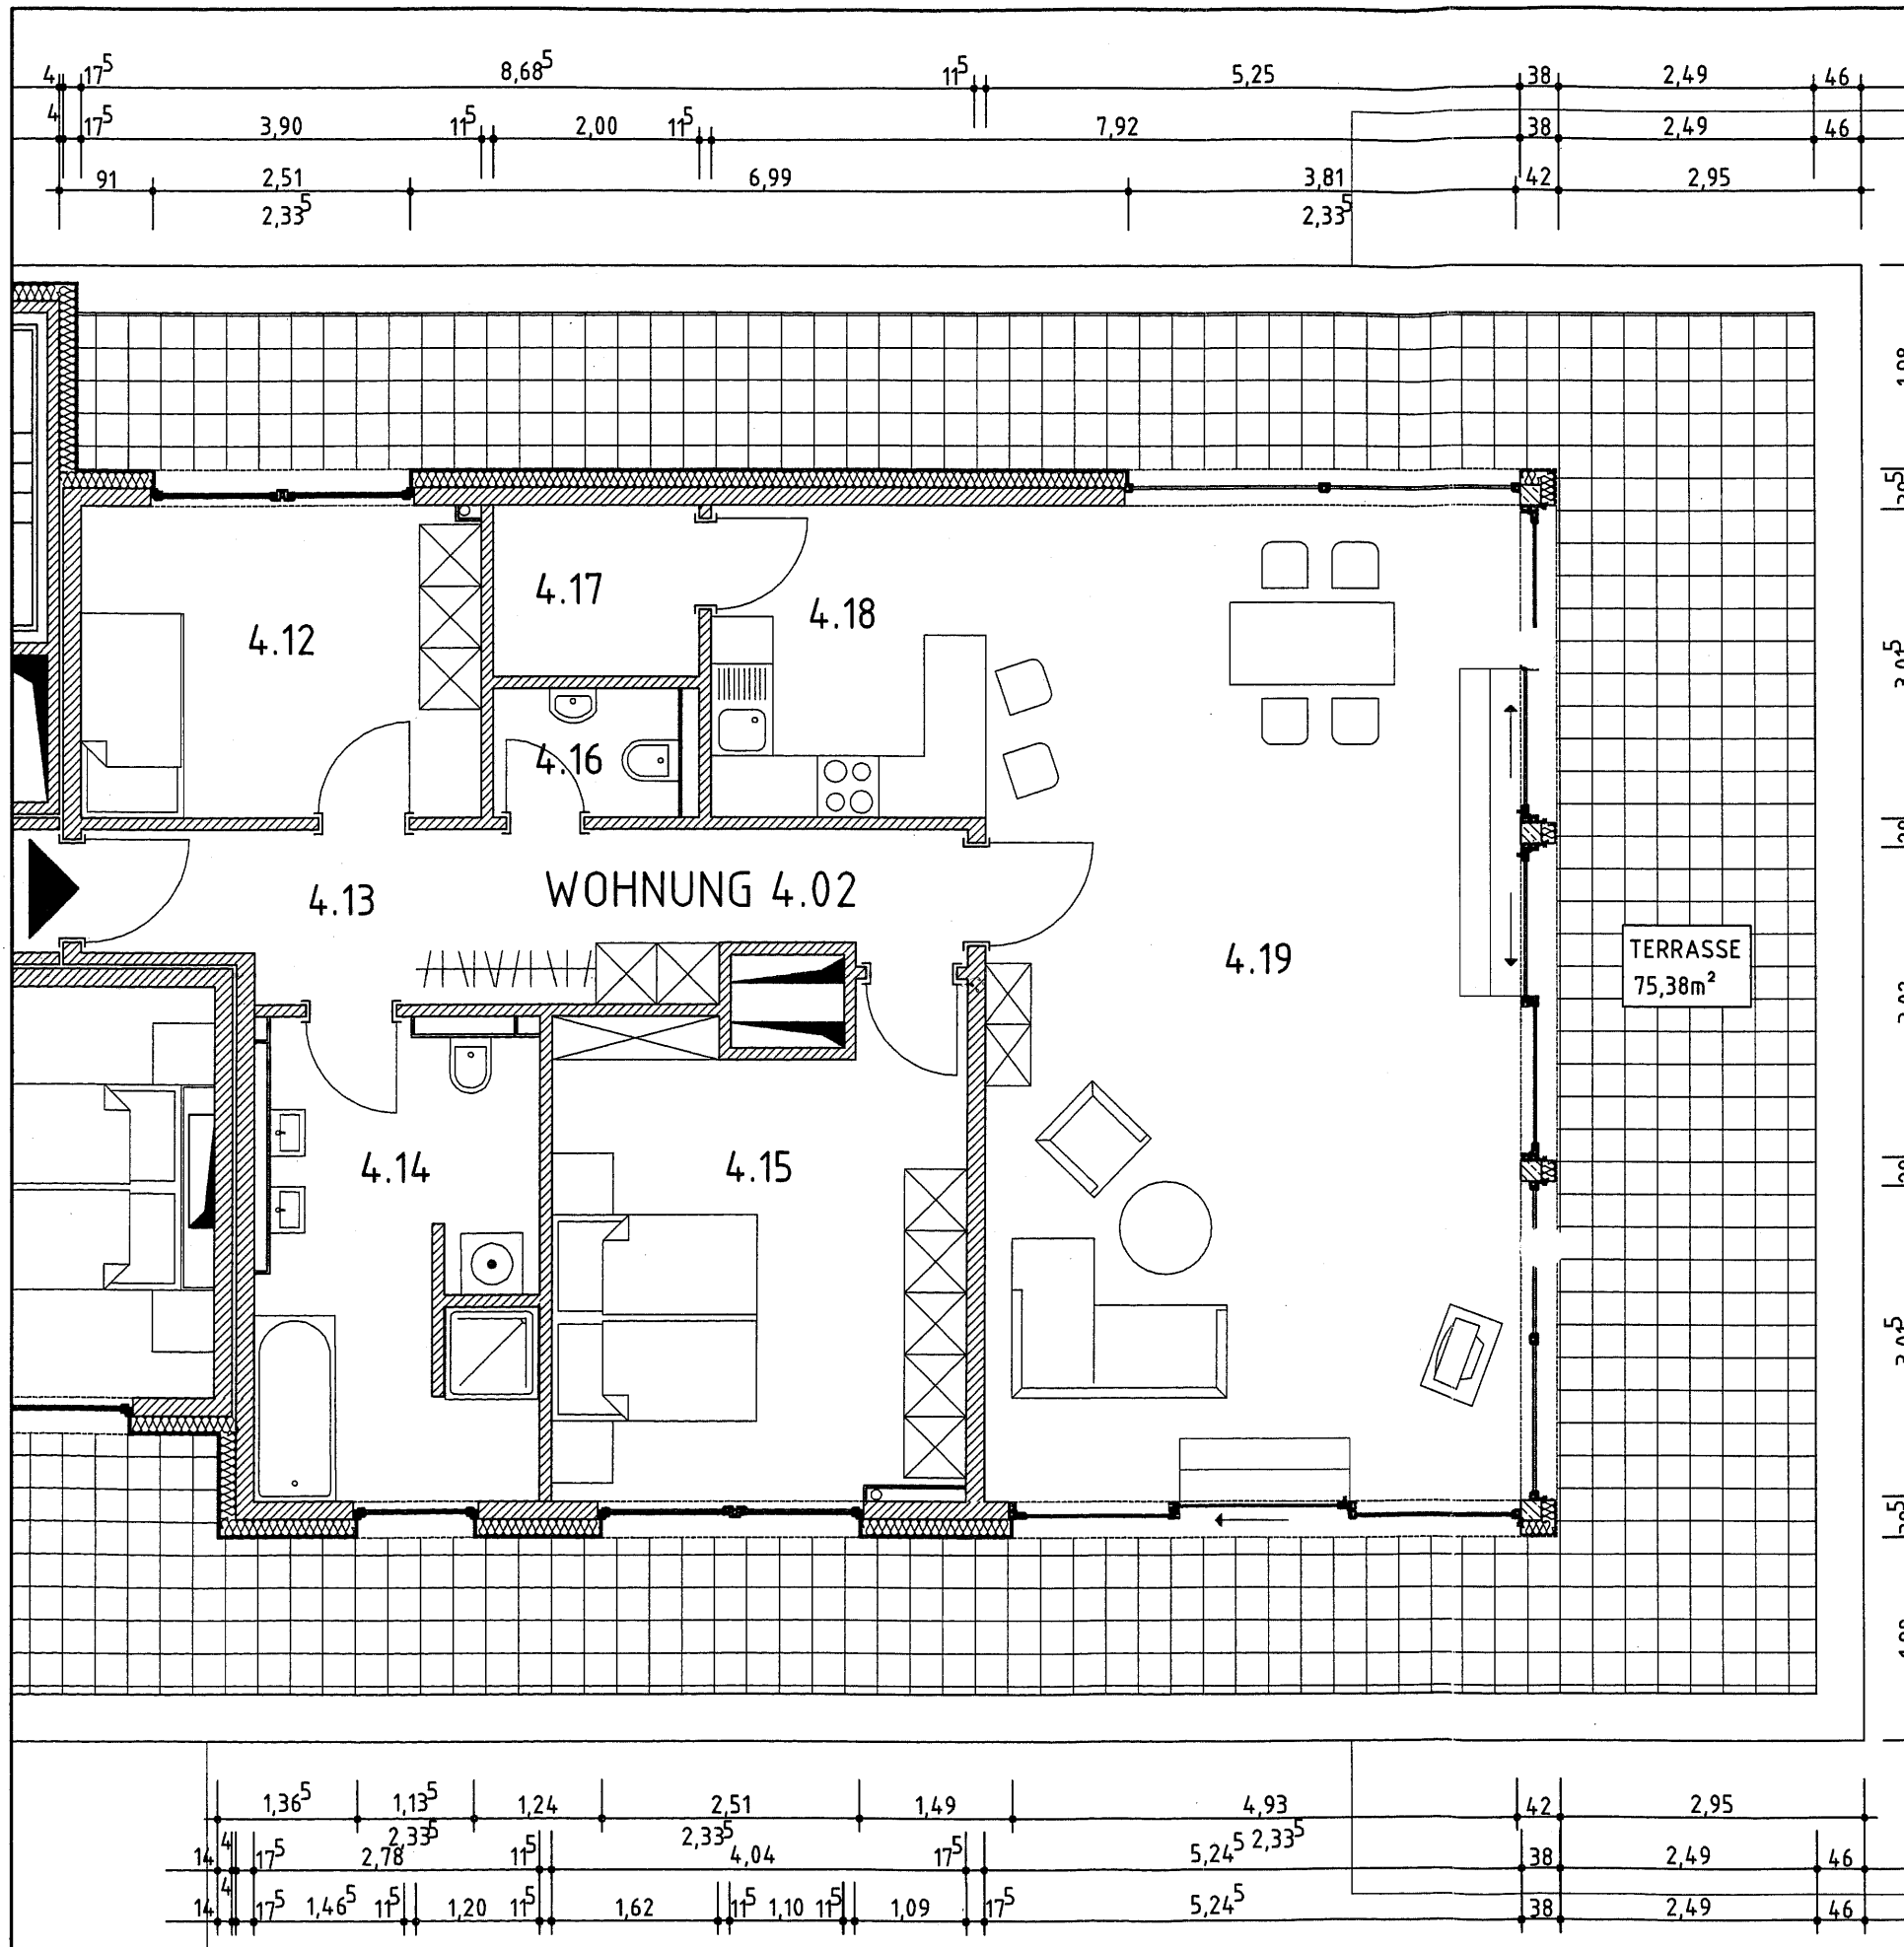 4 17⁵ 8,68⁵ 11⁵ 5,25 38 2,49 46
4 17⁵ 3,90 11⁵ 2,00 11⁵ 7,92 38 2,49 46
91 2,51 6,99 3,81 42 2,95
2,33⁵ 2,33⁵
4.17
4.18
4.12
3,01⁵
4.16
WOHNUNG 4.02
4.13
4.19
TERRASSE
75,38m²
4.14
4.15
3,01⁵
1,36⁵ 1,13⁵ 1,24 2,51 1,49 4,93 42 2,95
2,33⁵ 2,33⁵ 2,33⁵
14 4 17⁵ 2,78 11⁵ 4,04 17⁵ 5,24⁵ 38 2,49 46
14 4 17⁵ 1,46⁵ 11⁵ 1,20 11⁵ 1,62 11⁵ 1,10 11⁵ 1,09 17⁵ 5,24⁵ 38 2,49 46